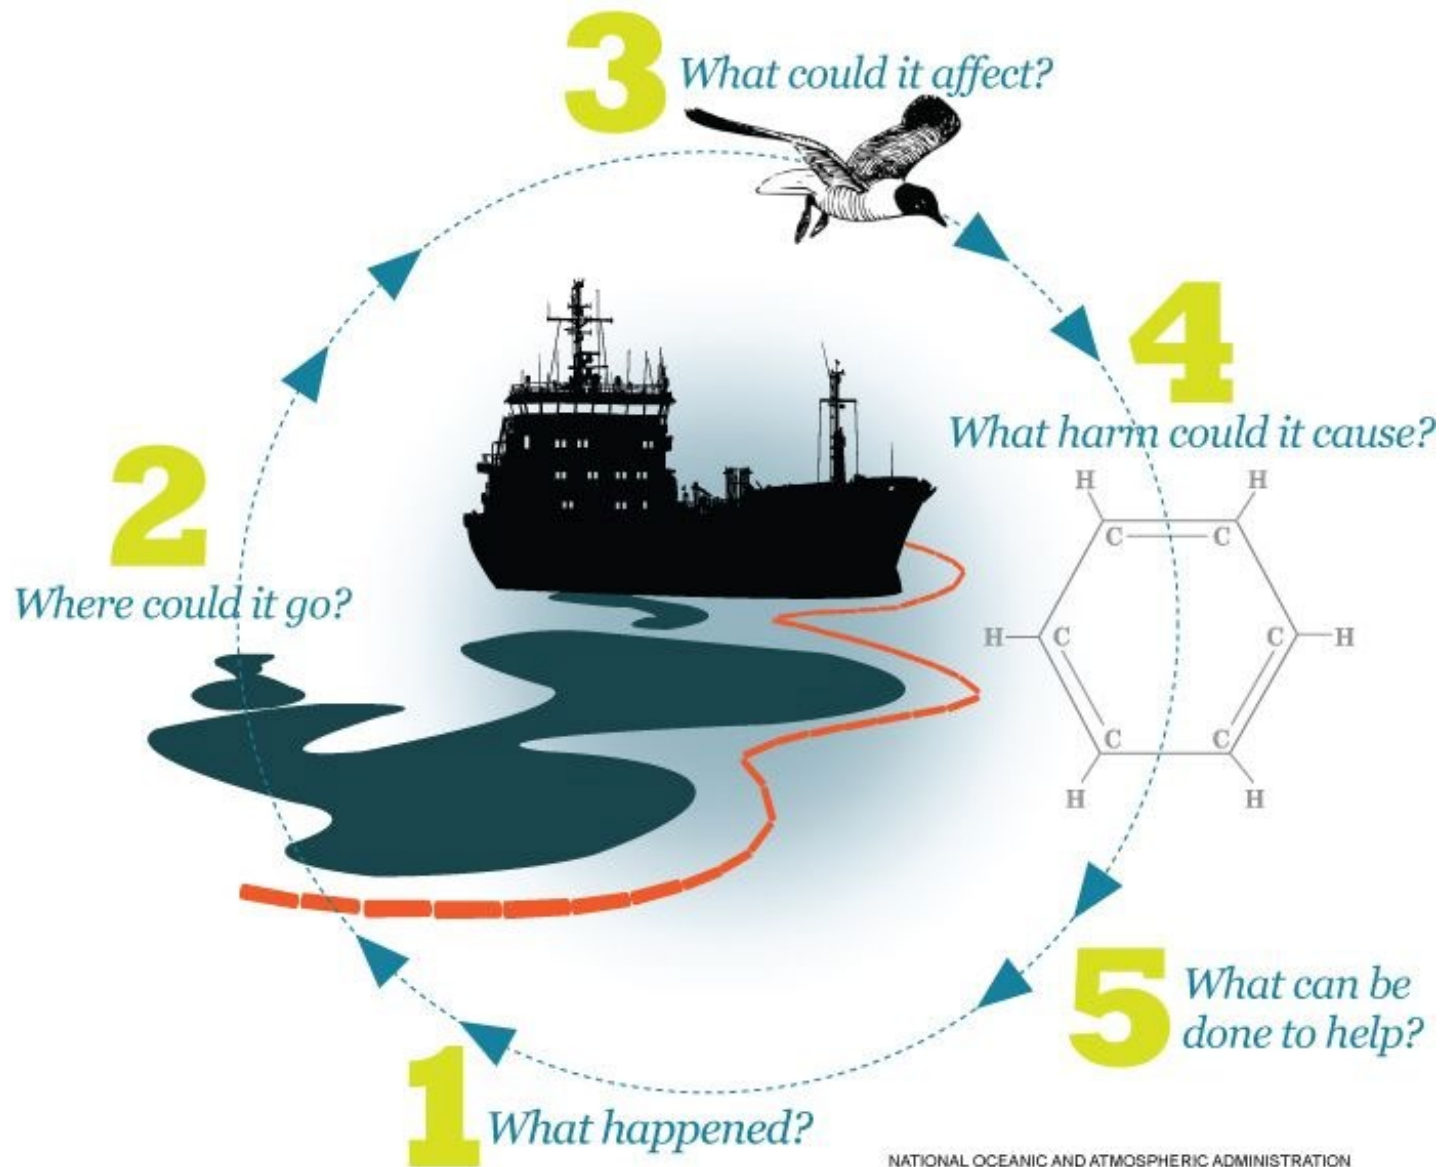 3 What could it affect?
4
What harm could it cause?
2
Where could it go?
H H
C C
H C C H
C C
H H
5 What can be
done to help?
1 What happened?
NATIONAL OCEANIC AND ATMOSPHERIC ADMINISTRATION